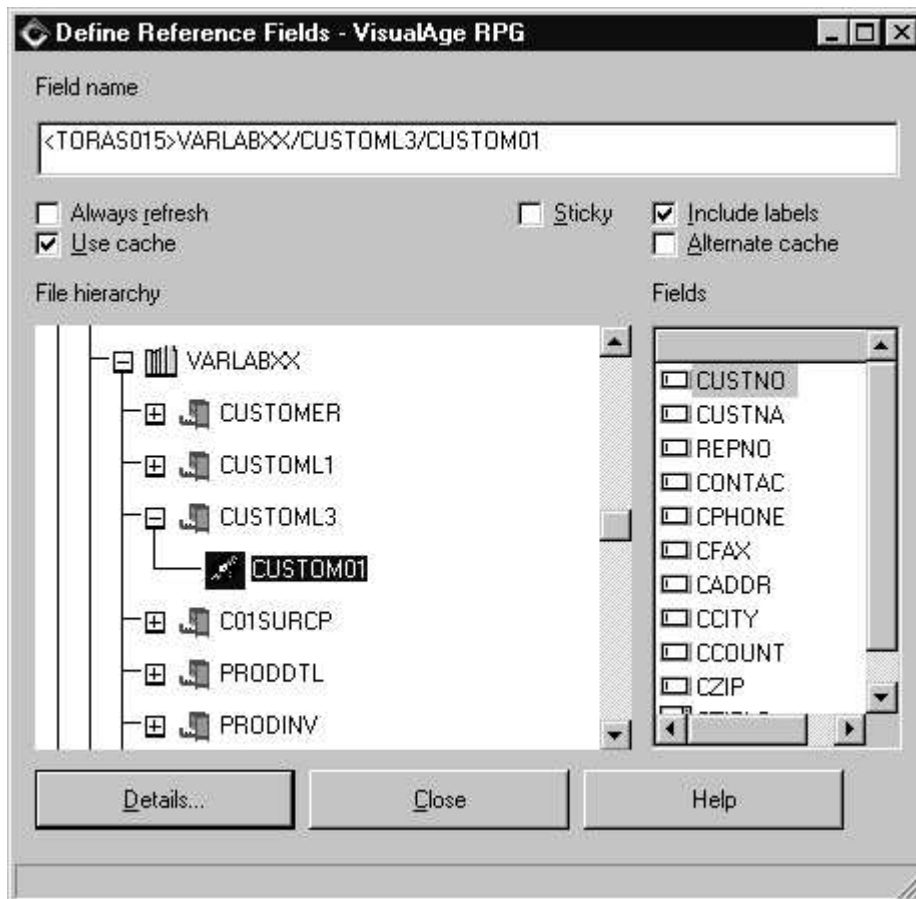 Define Reference Fields - VisualAge RPG
Field name
<TORAS015>VARLABXX/CUSTOML3/CUSTOM01
Always refresh
Sticky
Include labels
Use cache
Alternate cache
File hierarchy
Fields
VARLABXX
CUSTOMER
CUSTOML1
CUSTOML3
CUSTOM01
C01SURCP
PRODDTL
PRODINV
CUSTNO
CUSTNA
REPNO
CONTAC
CPHONE
CFAX
CADDR
CCITY
CCOUNT
CZIP
Details...
Close
Help